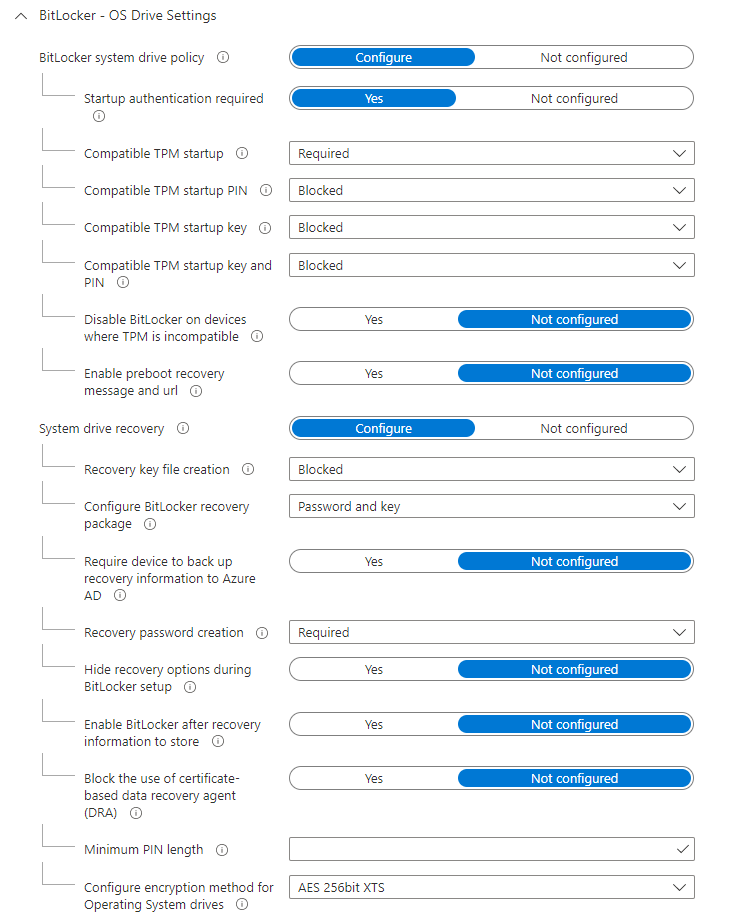 BitLocker - OS Drive Settings
BitLocker system drive policy Configure Not configured
Startup authentication required Yes Not configured
Compatible TPM startup Required
Compatible TPM startup PIN Blocked
Compatible TPM startup key Blocked
Compatible TPM startup key and Blocked
PIN
Disable BitLocker on devices Yes Not configured
where TPM is incompatible
Enable preboot recovery Yes Not configured
message and url
System drive recovery Configure Not configured
Recovery key file creation Blocked
Configure BitLocker recovery Password and key
package
Require device to back up Yes Not configured
recovery information to Azure
AD
Recovery password creation Required
Hide recovery options during Yes Not configured
BitLocker setup
Enable BitLocker after recovery Yes Not configured
information to store
Block the use of certificate- Yes Not configured
based data recovery agent
(DRA)
Minimum PIN length
Configure encryption method for AES 256bit XTS
Operating System drives